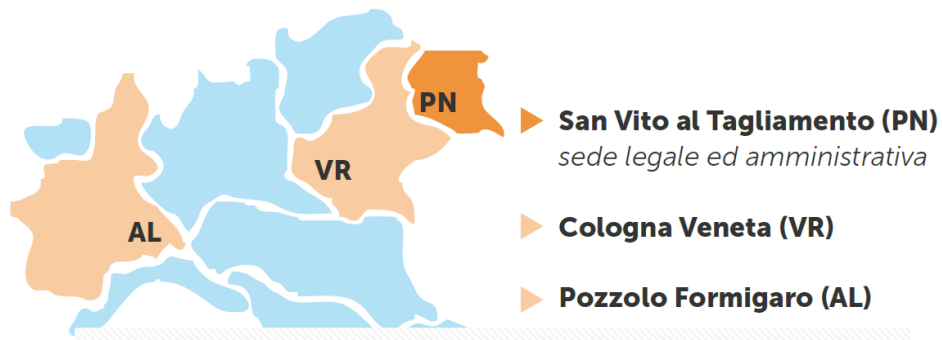 PN
VR
AL
San Vito al Tagliamento (PN)
sede legale ed amministrativa
Cologna Veneta (VR)
Pozzolo Formigaro (AL)